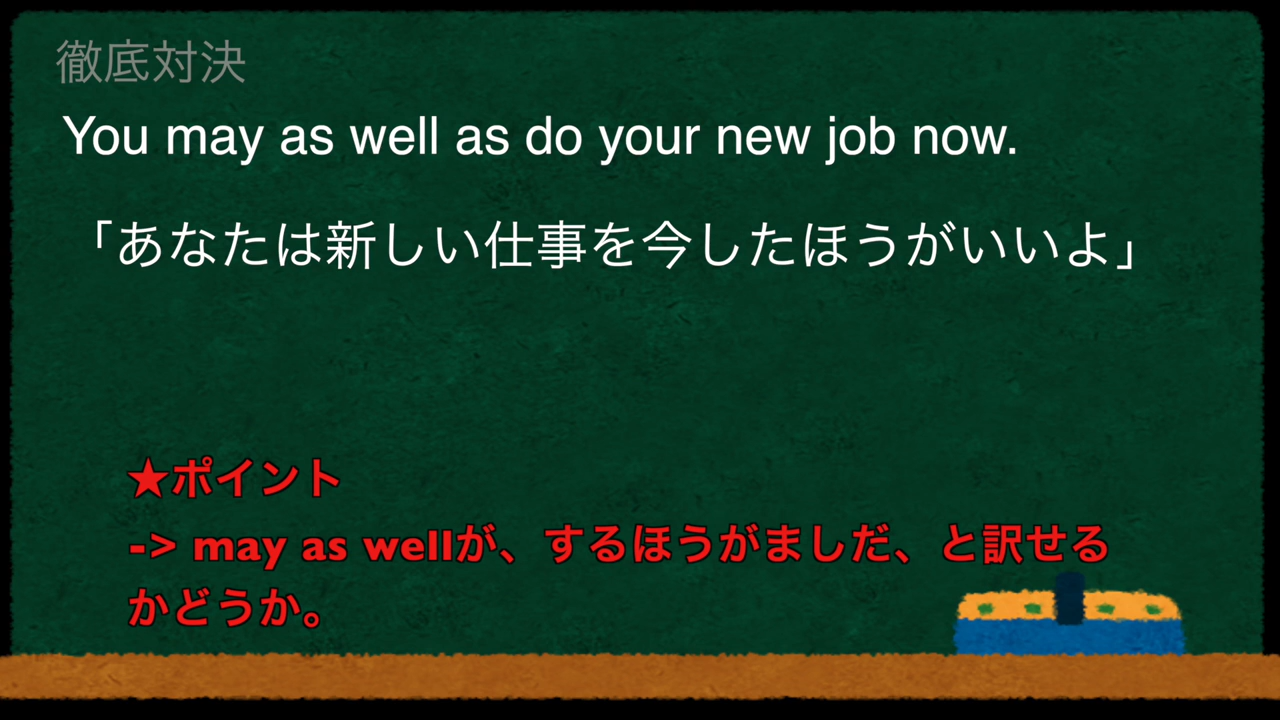 徹底対決
You may as well as do your new job now.
「あなたは新しい仕事を今したほうがいいよ」
★ポイント
-> may as wellが、するほうがましだ、と訳せる
かどうか。